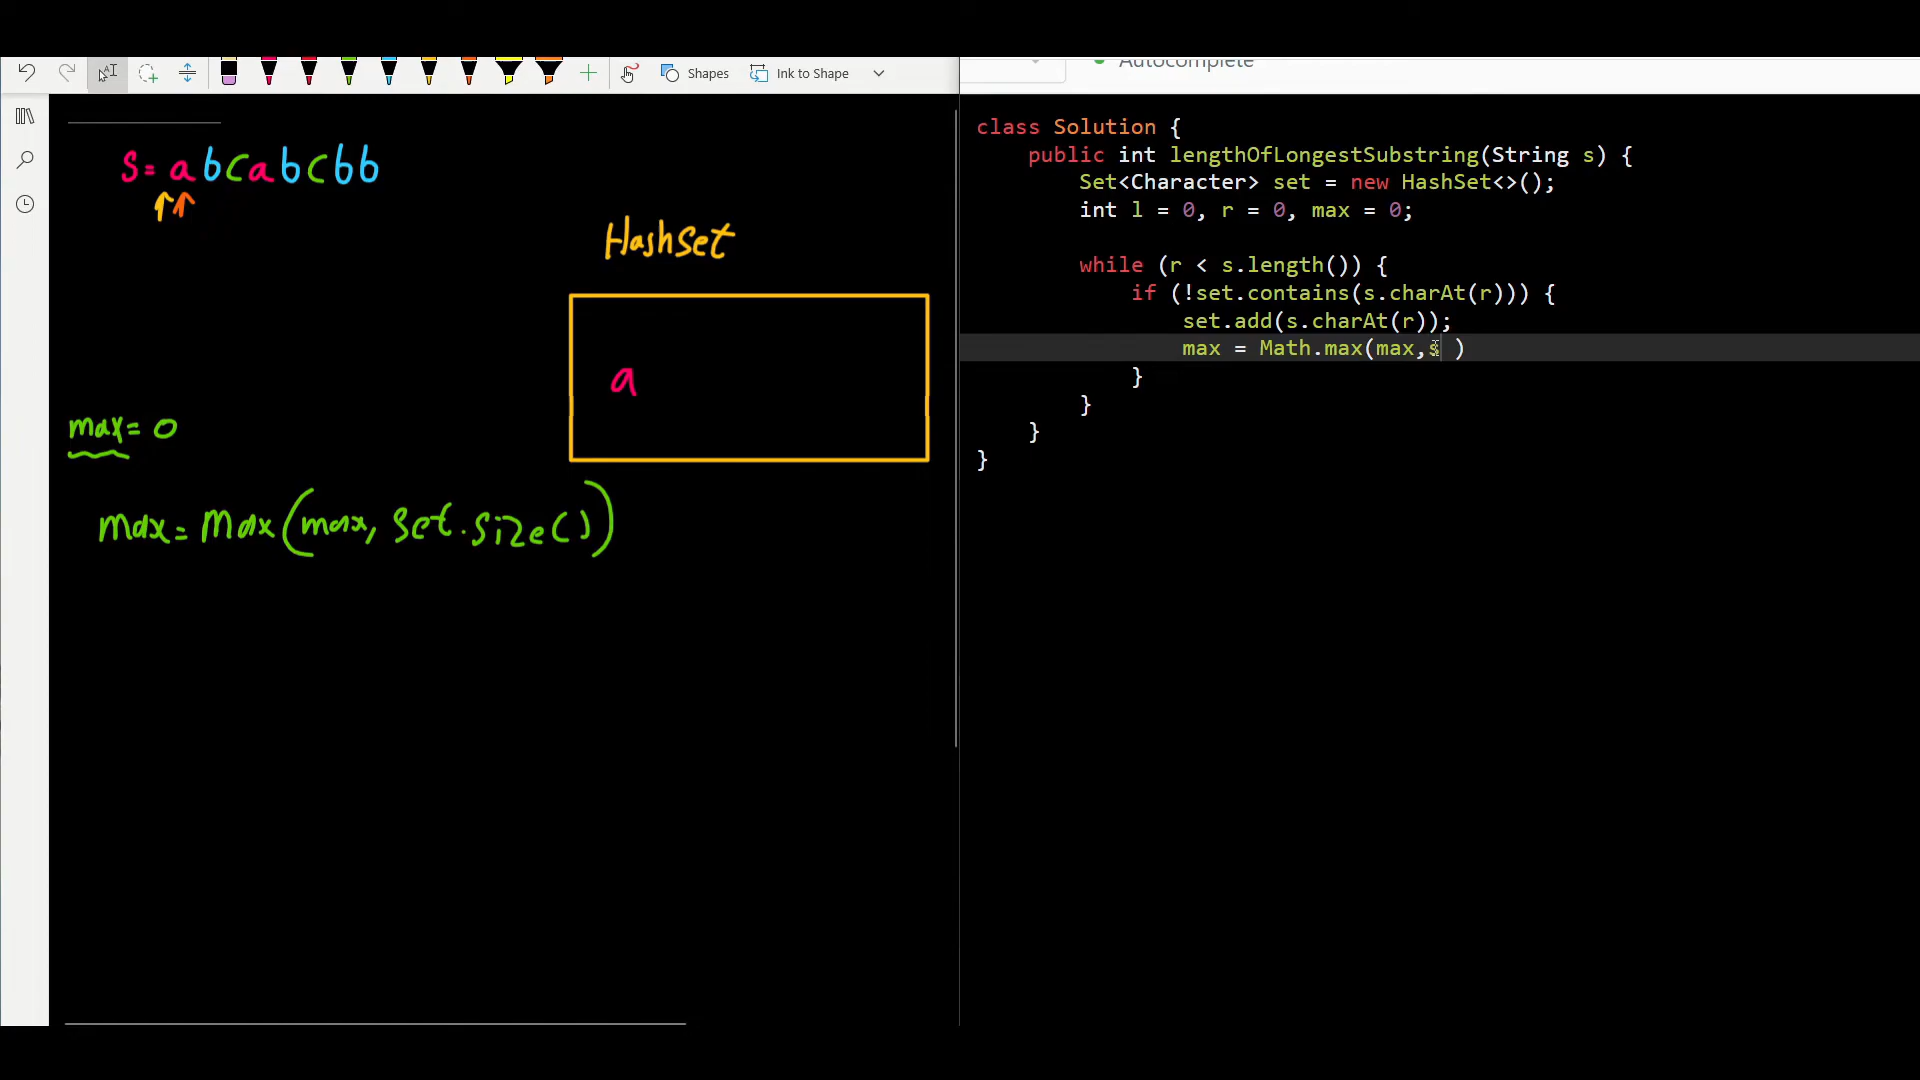 Shapes
Ink to Shape
Autocomplete
s = abcabcbb
HashSet
a
max = 0
max = Max(max, set.size())
class Solution {
public int lengthOfLongestSubstring(String s) {
Set<Character> set = new HashSet<>();
int l = 0, r = 0, max = 0;
while (r < s.length()) {
if (!set.contains(s.charAt(r))) {
set.add(s.charAt(r));
max = Math.max(max,s )
}
}
}
}